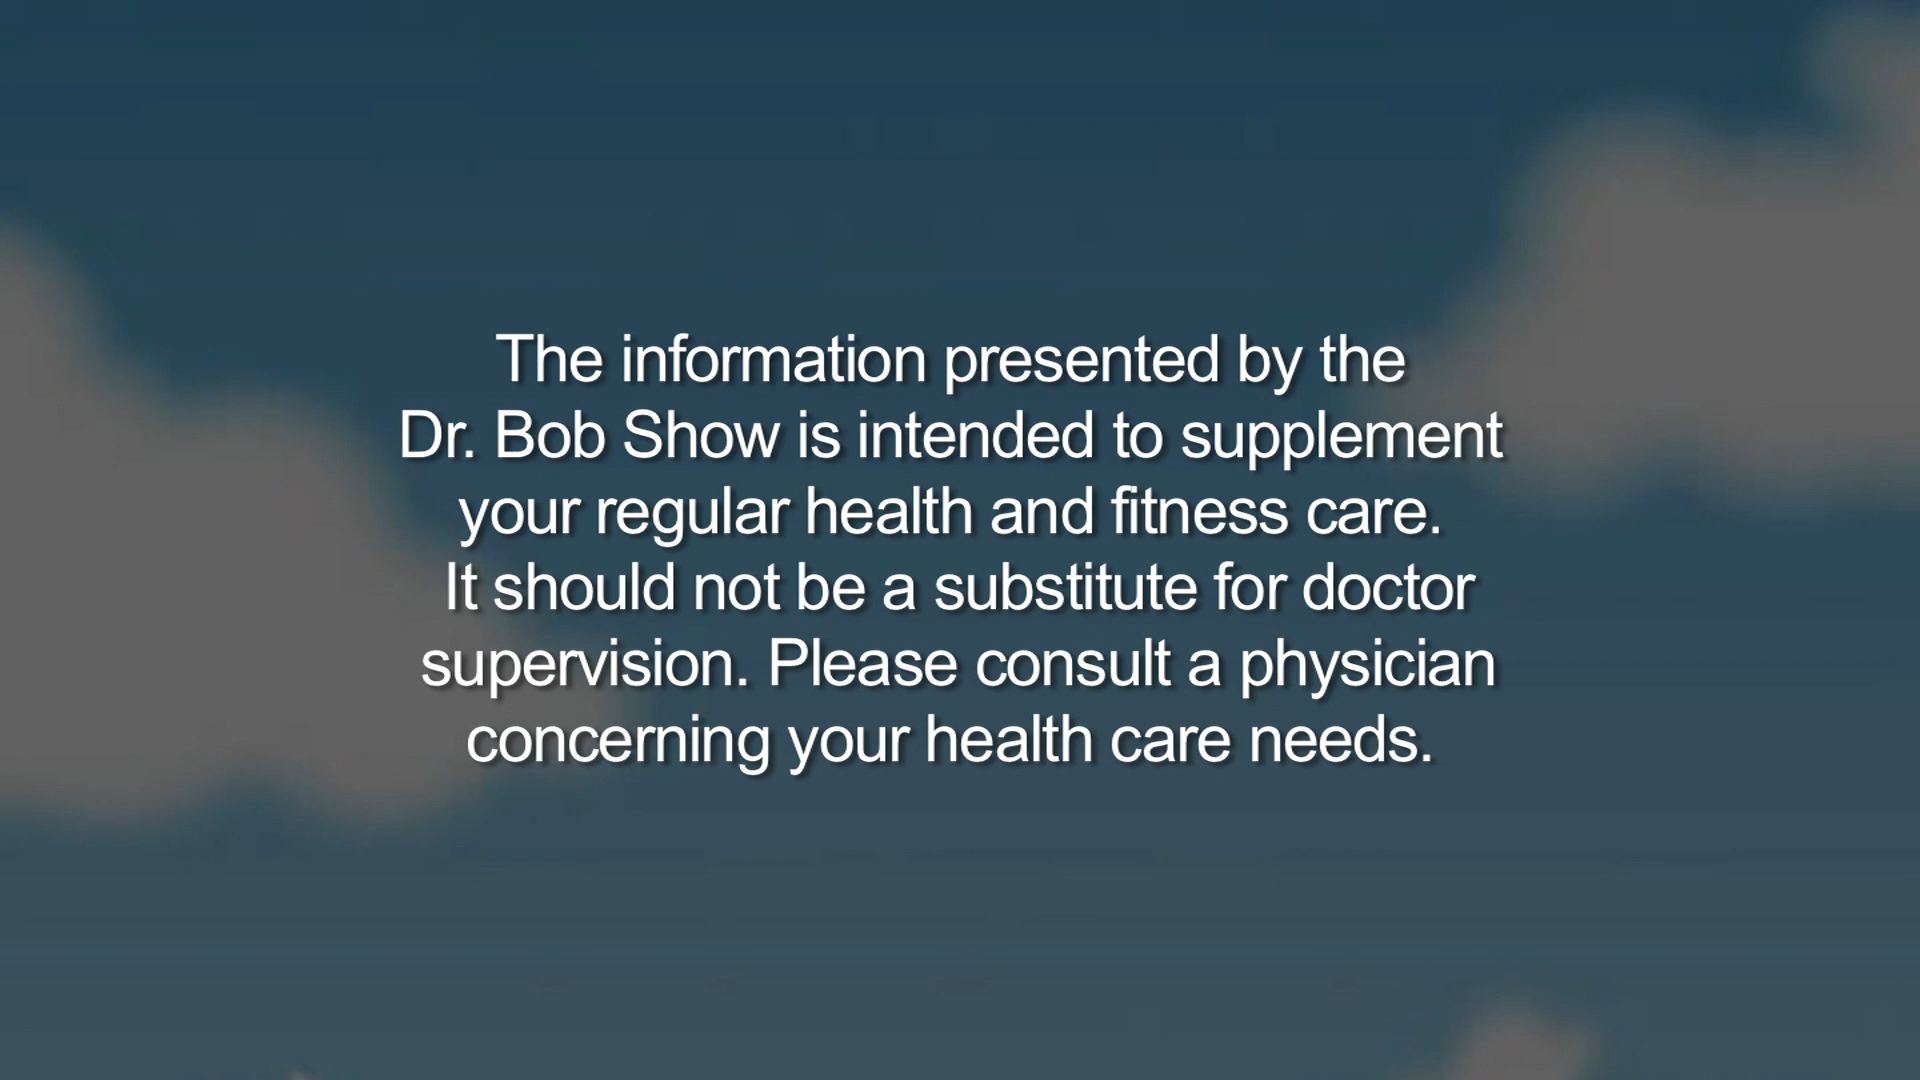 The information presented by the
Dr. Bob Show is intended to supplement
your regular health and fitness care.
It should not be a substitute for doctor
supervision. Please consult a physician
concerning your health care needs.